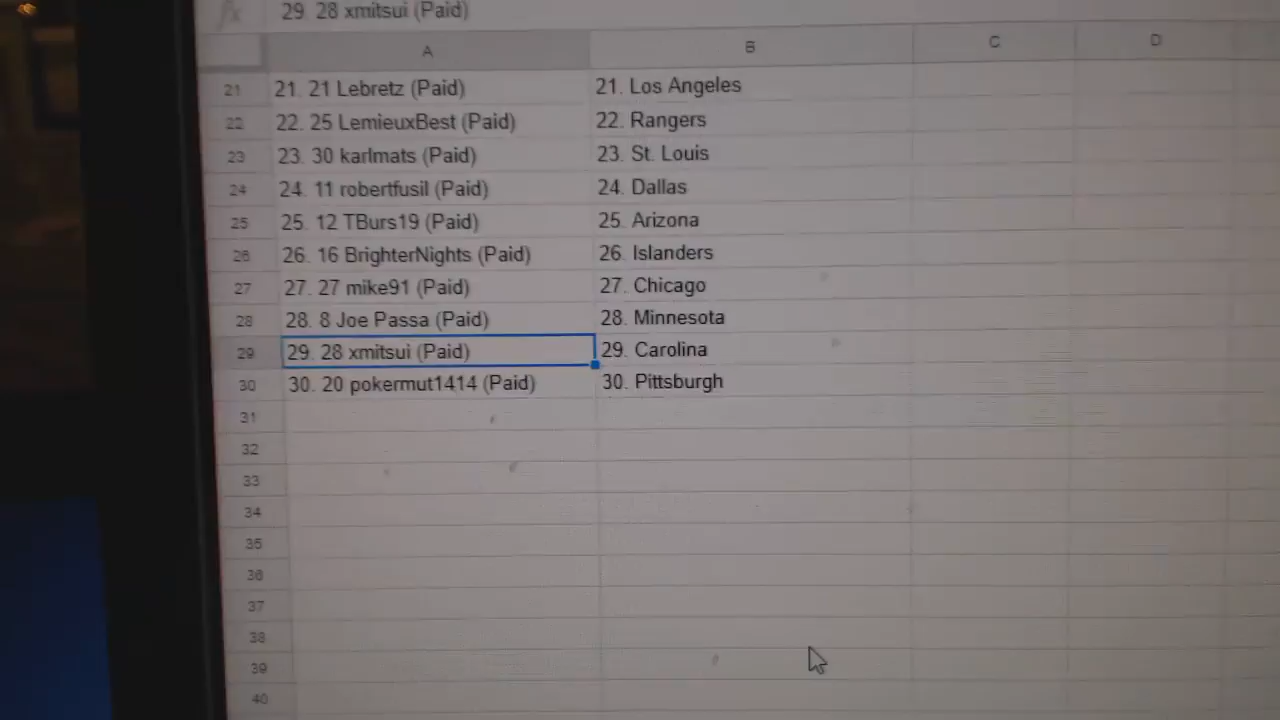 fx 29. 28 xmitsui (Paid)
A B C D
21 21. 21 Lebretz (Paid) 21. Los Angeles
22 22. 25 LemieuxBest (Paid) 22. Rangers
23 23. 30 karlmats (Paid) 23. St. Louis
24 24. 11 robertfusil (Paid) 24. Dallas
25 25. 12 TBurs19 (Paid) 25. Arizona
26 26. 16 BrighterNights (Paid) 26. Islanders
27 27. 27 mike91 (Paid) 27. Chicago
28 28. 8 Joe Passa (Paid) 28. Minnesota
29 29. 28 xmitsui (Paid) 29. Carolina
30 30. 20 pokermut1414 (Paid) 30. Pittsburgh
31
32
33
34
35
36
37
38
39
40